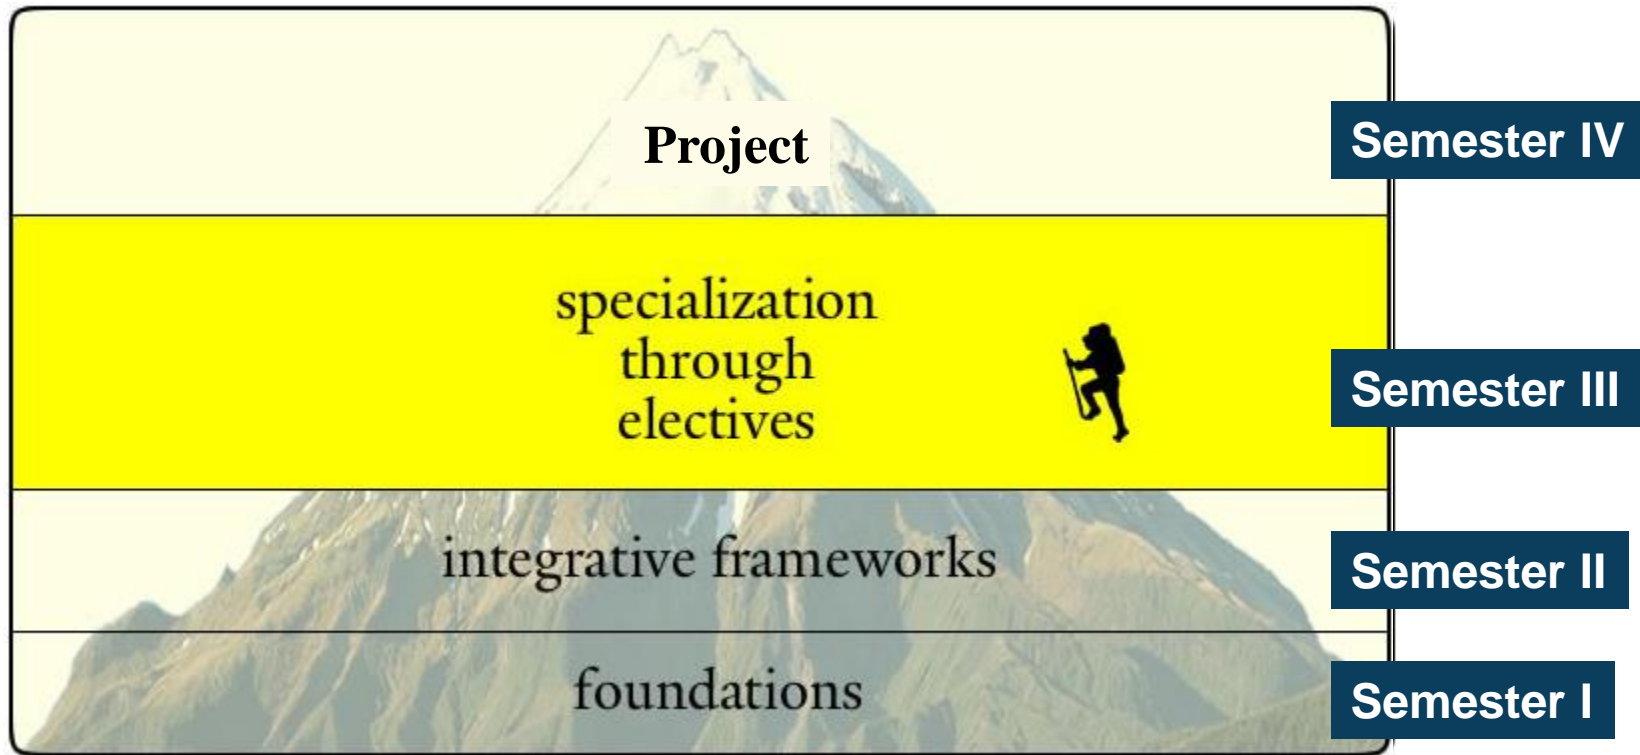 Project
Semester IV
specialization
through
electives
Semester III
integrative frameworks
Semester II
foundations
Semester I